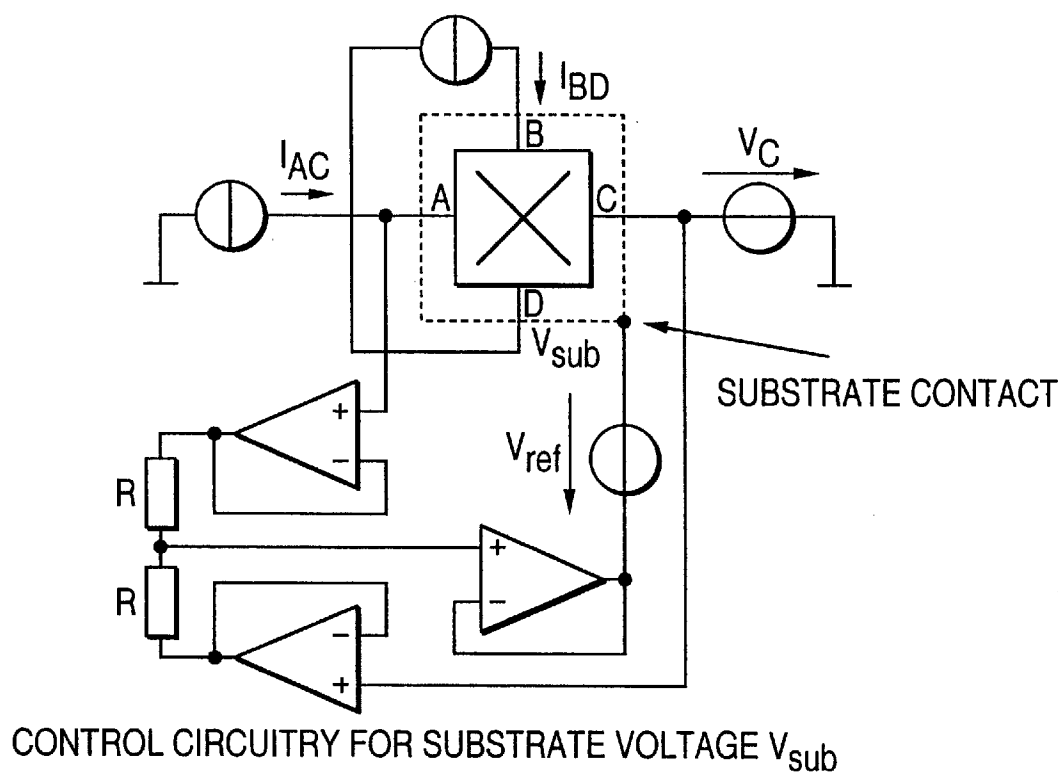 I_BD
B
I_AC
V_C
A
C
D
V_sub
SUBSTRATE CONTACT
+
−
V_ref
R
+
R
−
−
+
CONTROL CIRCUITRY FOR SUBSTRATE VOLTAGE V_sub